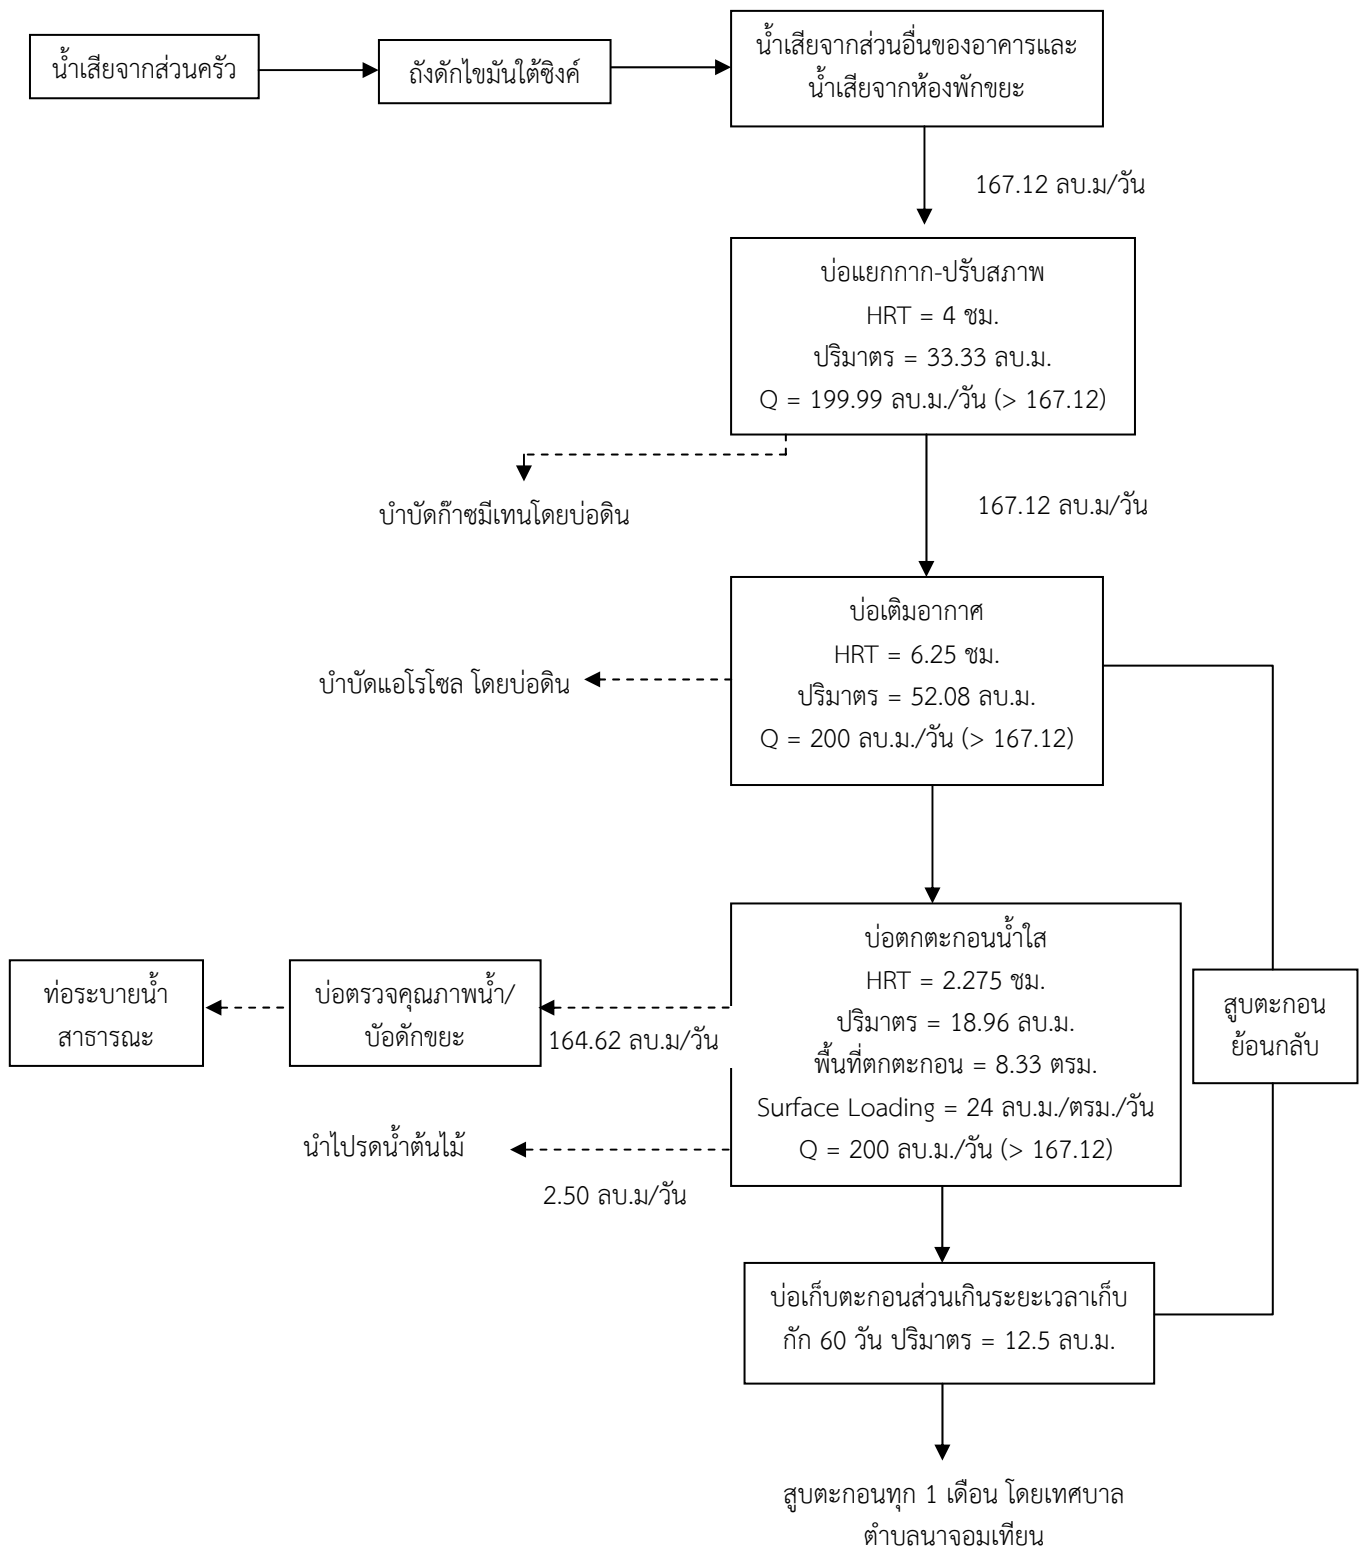 น้ำเสียจากส่วนครัว
ถังดักไขมันใต้ซิงค์
น้ำเสียจากส่วนอื่นของอาคารและ
น้ำเสียจากห้องพักขยะ
167.12 ลบ.ม/วัน
บ่อแยกกาก-ปรับสภาพ
HRT = 4 ชม.
ปริมาตร = 33.33 ลบ.ม.
Q = 199.99 ลบ.ม./วัน (> 167.12)
บำบัดก๊าซมีเทนโดยบ่อดิน
167.12 ลบ.ม/วัน
บ่อเติมอากาศ
HRT = 6.25 ชม.
ปริมาตร = 52.08 ลบ.ม.
Q = 200 ลบ.ม./วัน (> 167.12)
บำบัดแอโรโซล โดยบ่อดิน
บ่อตกตะกอนน้ำใส
HRT = 2.275 ชม.
ปริมาตร = 18.96 ลบ.ม.
พื้นที่ตกตะกอน = 8.33 ตรม.
Surface Loading = 24 ลบ.ม./ตรม./วัน
Q = 200 ลบ.ม./วัน (> 167.12)
ท่อระบายน้ำ
สาธารณะ
บ่อตรวจคุณภาพน้ำ/
บ้อดักขยะ
164.62 ลบ.ม/วัน
สูบตะกอน
ย้อนกลับ
นำไปรดน้ำต้นไม้
2.50 ลบ.ม/วัน
บ่อเก็บตะกอนส่วนเกินระยะเวลาเก็บ
กัก 60 วัน ปริมาตร = 12.5 ลบ.ม.
สูบตะกอนทุก 1 เดือน โดยเทศบาล
ตำบลนาจอมเทียน